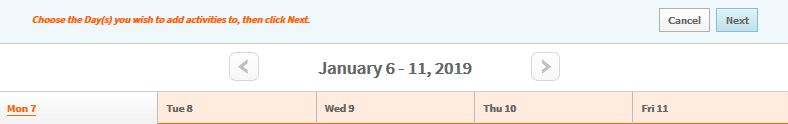 Choose the Day(s) you wish to add activities to, then click Next.
Cancel
Next
January 6 - 11, 2019
Mon 7
Tue 8
Wed 9
Thu 10
Fri 11